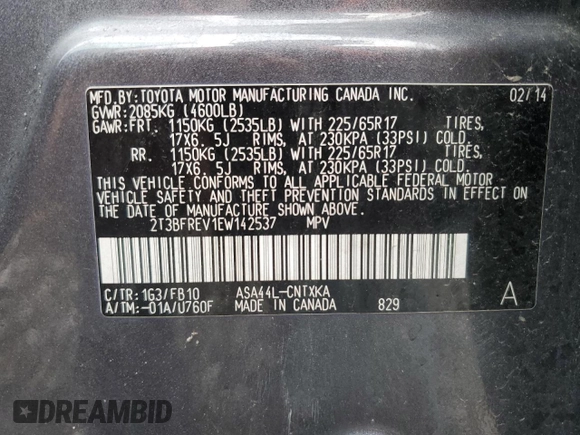 MFD.BY:TOYOTA MOTOR MANUFACTURING CANADA INC. 02/14
GVWR:2085KG (4600LB)
GAWR:FRT. 1150KG (2535LB) WITH 225/65R17 TIRES,
17X6. 5J RIMS, AT 230KPA (33PSI) COLD
RR. 1150KG (2535LB) WITH 225/65R17 TIRES,
17X6. 5J RIMS, AT 230KPA (33PSI) COLD
THIS VEHICLE CONFORMS TO ALL APPLICABLE FEDERAL MOTOR
VEHICLE SAFETY AND THEFT PREVENTION STANDARDS IN EFFECT ON
THE DATE OF MANUFACTURE SHOWN ABOVE.
2T3BFREV1EW142537 MPV
C/TR:1G3/FB10 ASA44L-CNTXKA
A/TM:-01A/U760F MADE IN CANADA 829 A
DREAMBID